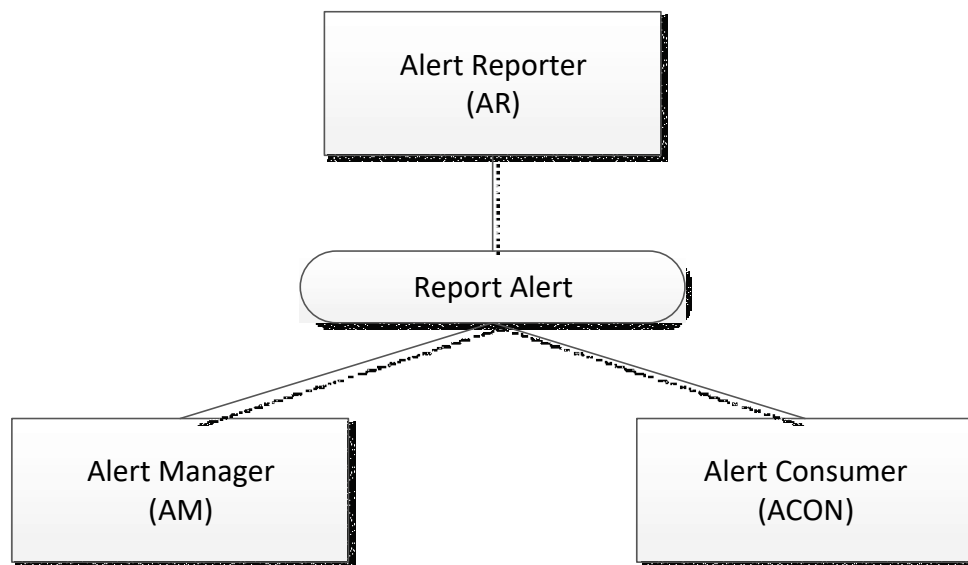 Alert Reporter
(AR)
Report Alert
Alert Manager
(AM)
Alert Consumer
(ACON)